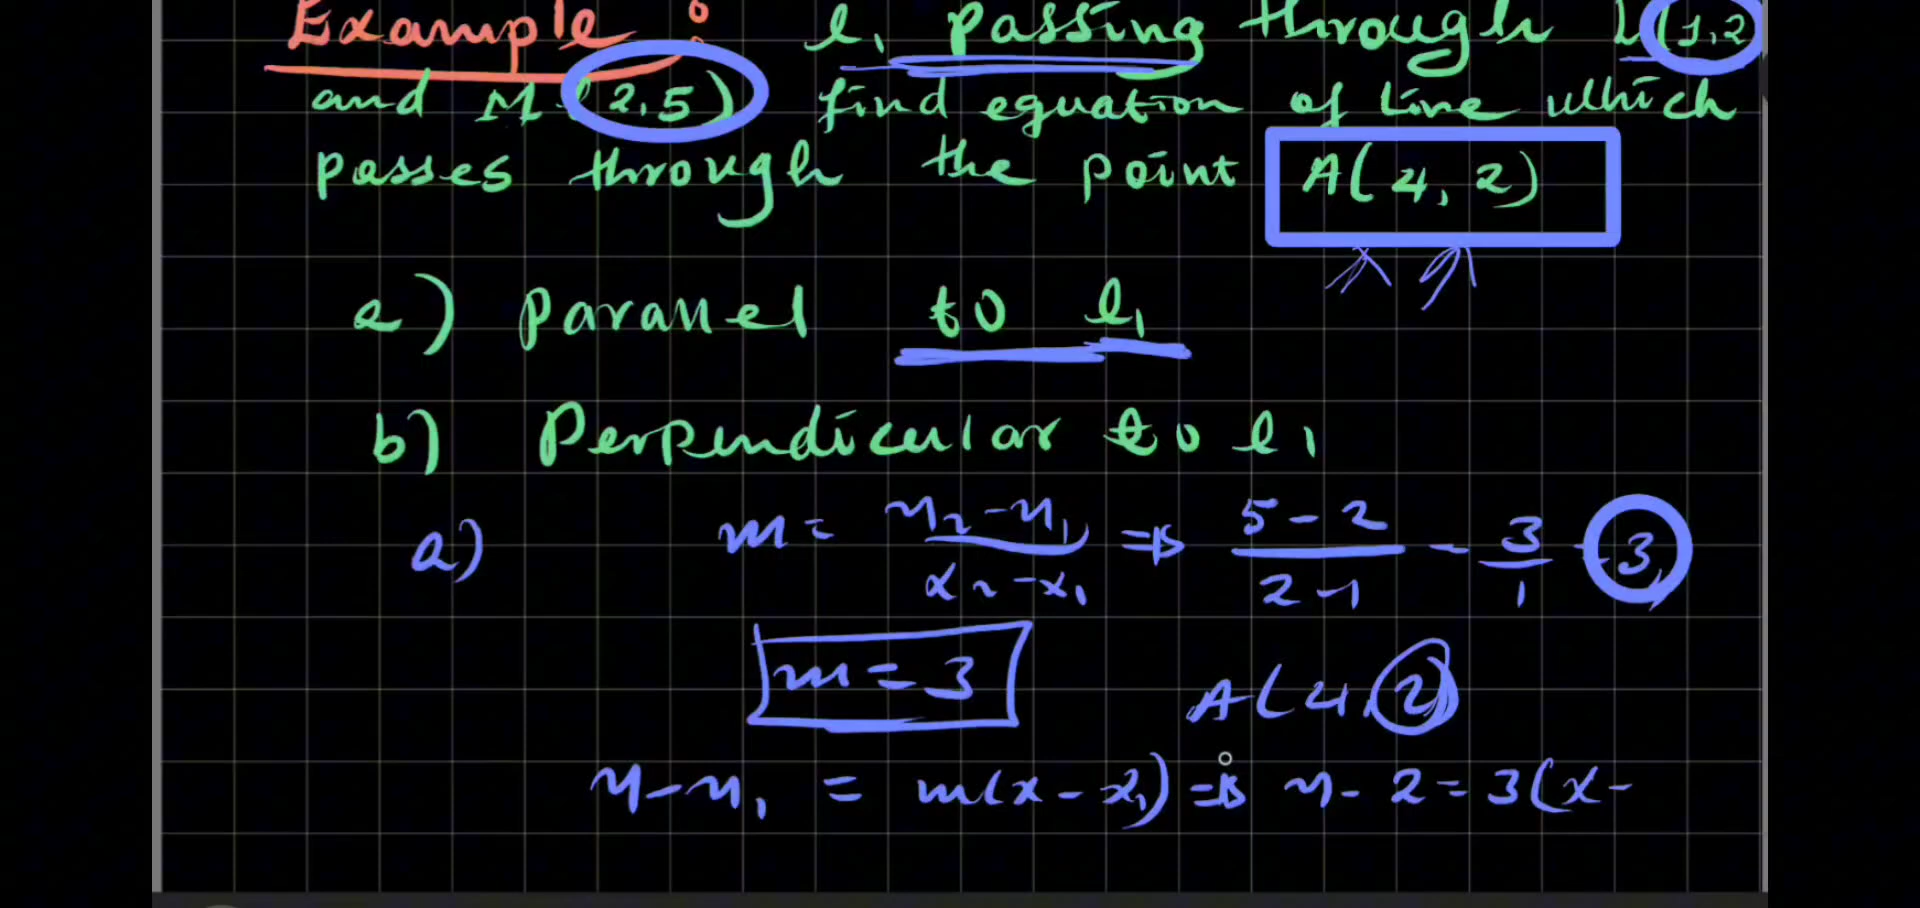 Example : l₁ passing through L(1,2
and M(2,5) find equation of line which
passes through the point A(4,2)
a) parallel to l₁
b) Perpendicular to l₁
a) m = y₂-y₁/x₂-x₁ ⇒ 5-2/2-1 = 3/1 = 3
m = 3 A(4,2)
y-y₁ = m(x-x₁) ⇒ y-2=3(x-